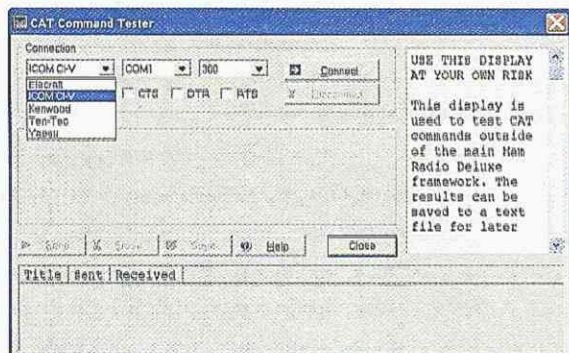 CAT Command Tester
Connection
ICOM CI-V COM1 300 Connect
Elecraft
ICOM CI-V
Kenwood
Ten-Tec
Yaesu
CTS DTR RTS
Disconnect
USE THIS DISPLAY
AT YOUR OWN RISK
This display is
used to test CAT
commands outside
of the main Ham
Radio Deluxe
framework. The
results can be
saved to a text
file for later
Help Close
Title Sent Received